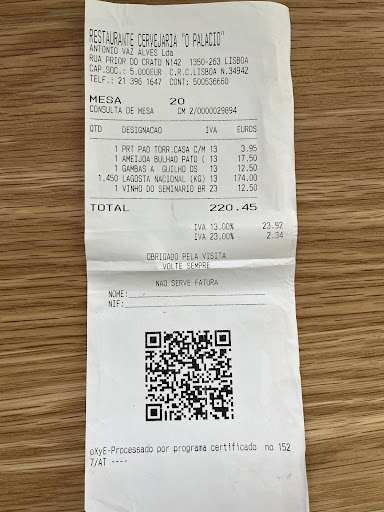 RESTAURANTE CERVEJARIA "O PALACIO"
ANTONIO VAZ ALVES Lda
RUA PRIOR DO CRATO N142 1350-263 LISBOA
CAP.SOC.: 5.000EUR C.R.C.LISBOA N.34942
TELF.: 21 396 1647 CONT: 500536660
MESA 20
CONSULTA DE MESA CM 2/0000029894
QTD DESIGNACAO IVA EUROS
1 PRT PAO TORR.CASA C/M 13 3.95
1 AMEIJOA BULHAO PATO ( 13 17.50
1 GAMBAS A GUILHO DS 13 12.50
1.450 LAGOSTA NACIONAL (KG) 13 174.00
1 VINHO DO SEMINARIO BR 23 12.50
TOTAL 220.45
IVA 13.00% 23.92
IVA 23.00% 2.34
OBRIGADO PELA VISITA
VOLTE SEMPRE
NAO SERVE FATURA
NOME:
NIF:
oXyE-Processado por programa certificado no 152
7/AT ----